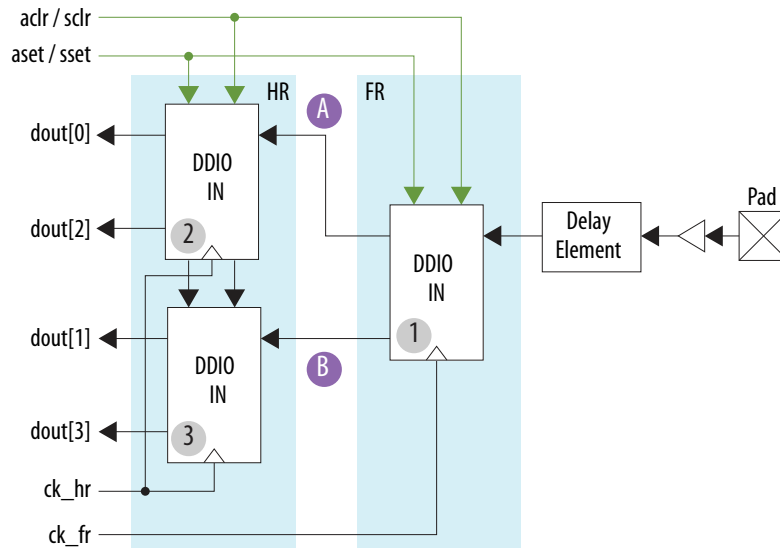 aclr / sclr
aset / sset
HR
FR
A
dout[0]
DDIO
IN
dout[2]
2
Pad
Delay
Element
DDIO
IN
1
dout[1]
B
DDIO
IN
dout[3]
3
ck_hr
ck_fr